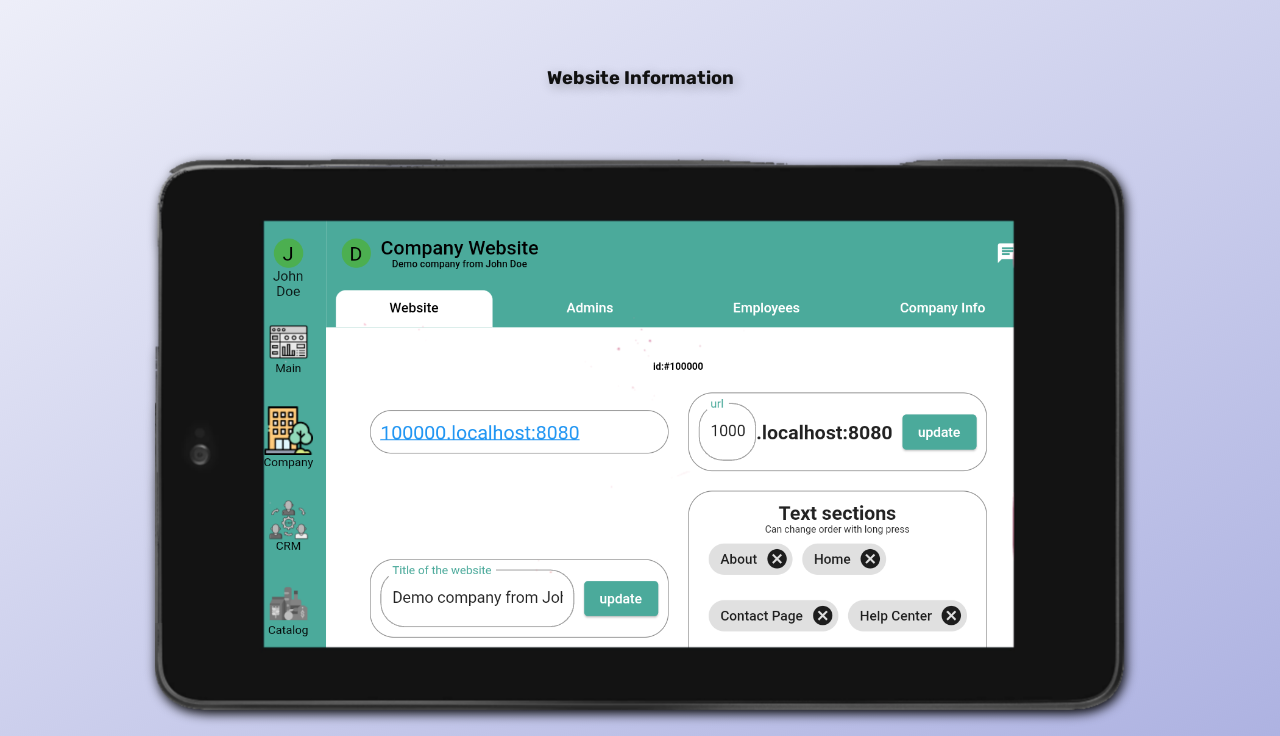 Website Information
J
John
Doe
D
Company Website
Demo company from John Doe
Website
Admins
Employees
Company Info
Main
Company
CRM
Catalog
id:#100000
100000.localhost:8080
url
1000
.localhost:8080
update
Title of the website
Demo company from Joh
update
Text sections
Can change order with long press
About
Home
Contact Page
Help Center